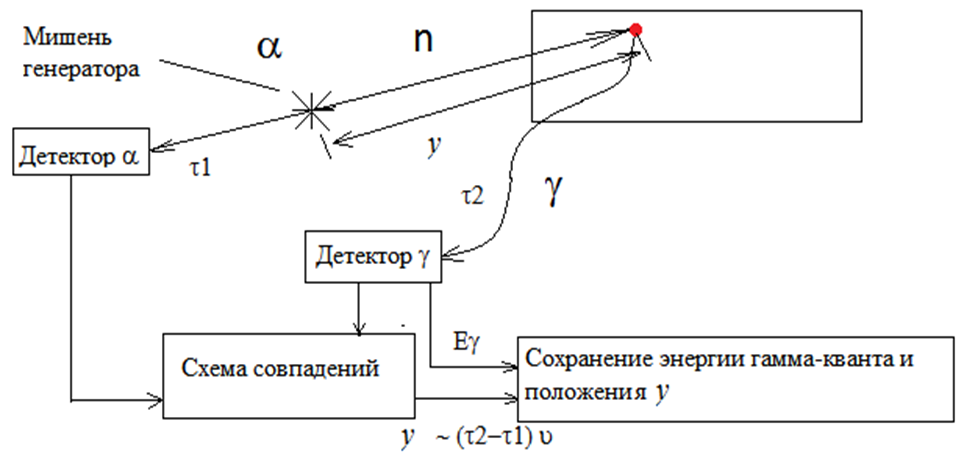 Мишень
генератора
α
n
Детектор α
τ1
y
τ2
γ
Детектор γ
Схема совпадений
Eγ
Сохранение энергии гамма-кванта и
положения y
y ~ (τ2−τ1) υ